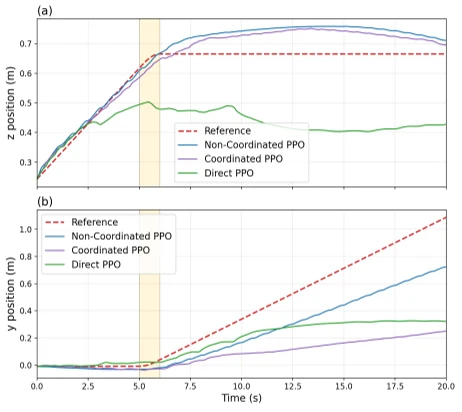 (a)
z position (m)
0.7
0.6
0.5
0.4
0.3
Reference
Non-Coordinated PPO
Coordinated PPO
Direct PPO
(b)
y position (m)
1.0
0.8
0.6
0.4
0.2
0.0
Reference
Non-Coordinated PPO
Coordinated PPO
Direct PPO
0.0 2.5 5.0 7.5 10.0 12.5 15.0 17.5 20.0
Time (s)